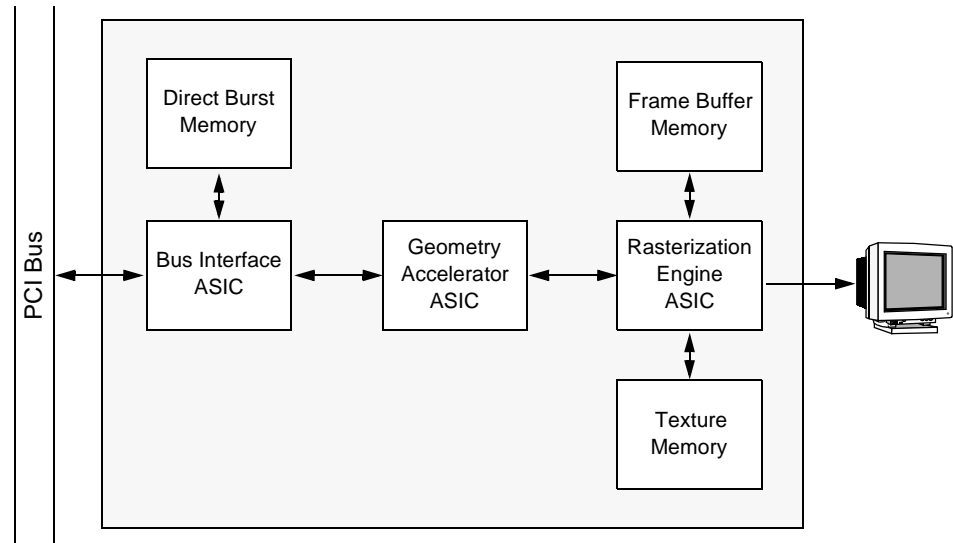 Direct Burst
Memory
Frame Buffer
Memory
PCI Bus
Bus Interface
ASIC
Geometry
Accelerator
ASIC
Rasterization
Engine
ASIC
Texture
Memory